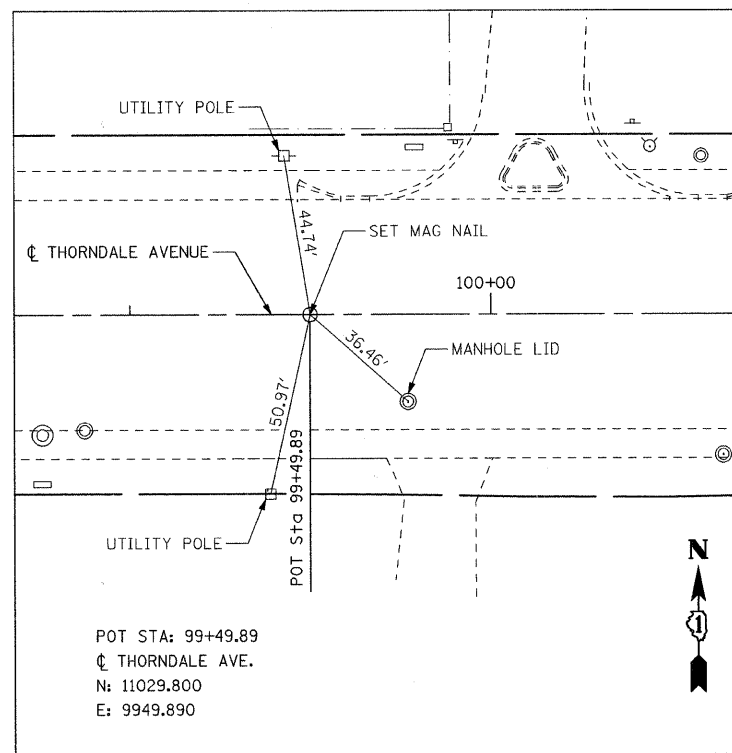 UTILITY POLE
44.74'
SET MAG NAIL
℄ THORNDALE AVENUE
100+00
36.46'
MANHOLE LID
50.97'
POT Sta 99+49.89
UTILITY POLE
N
1
POT STA: 99+49.89
℄ THORNDALE AVE.
N: 11029.800
E: 9949.890